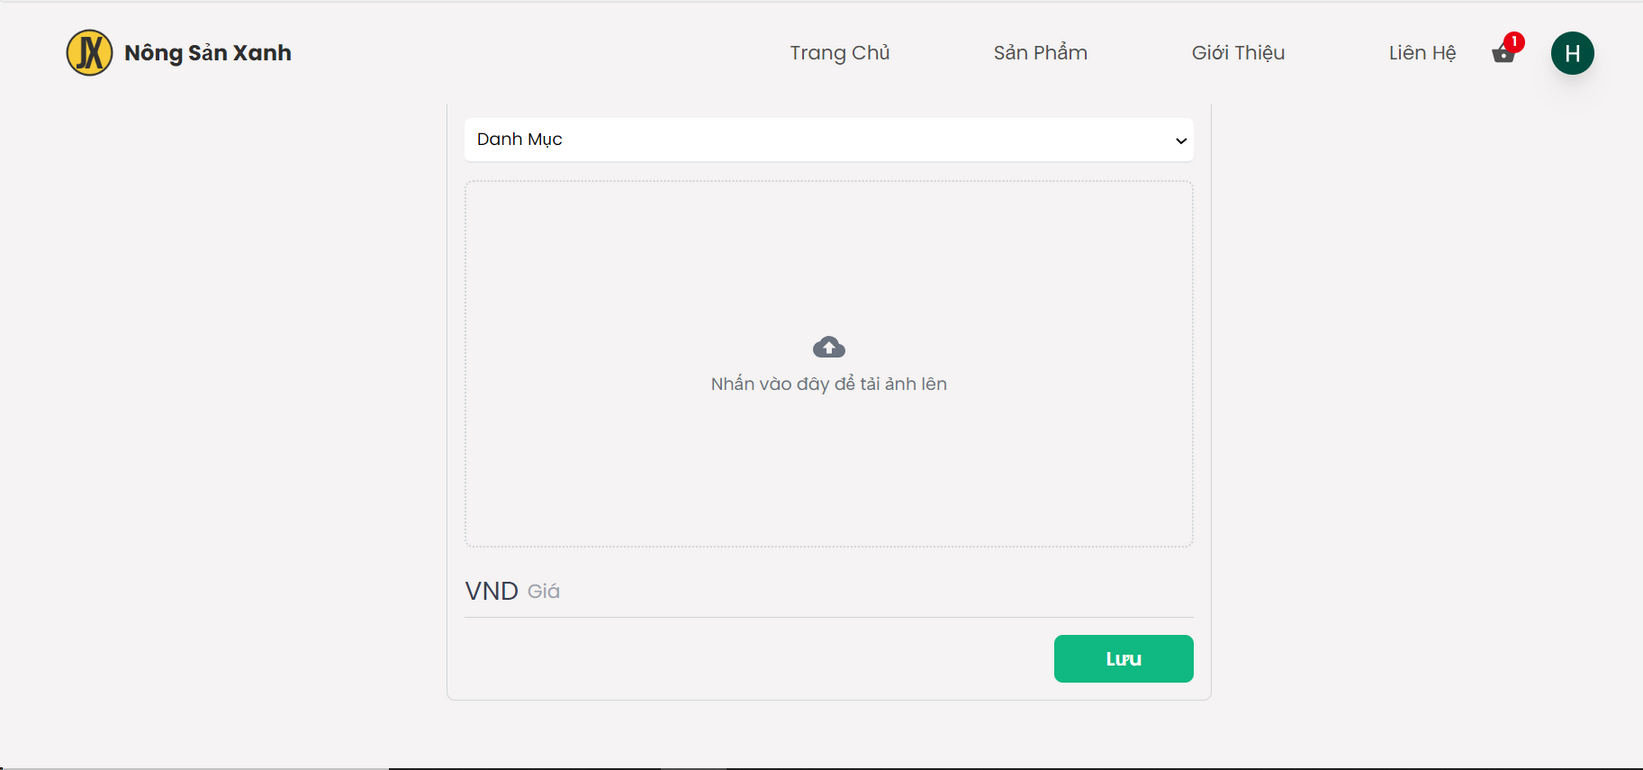 JX Nông Sản Xanh Trang Chủ Sản Phẩm Giới Thiệu Liên Hệ 1 H
Danh Mục
Nhấn vào đây để tải ảnh lên
VND Giá
Lưu